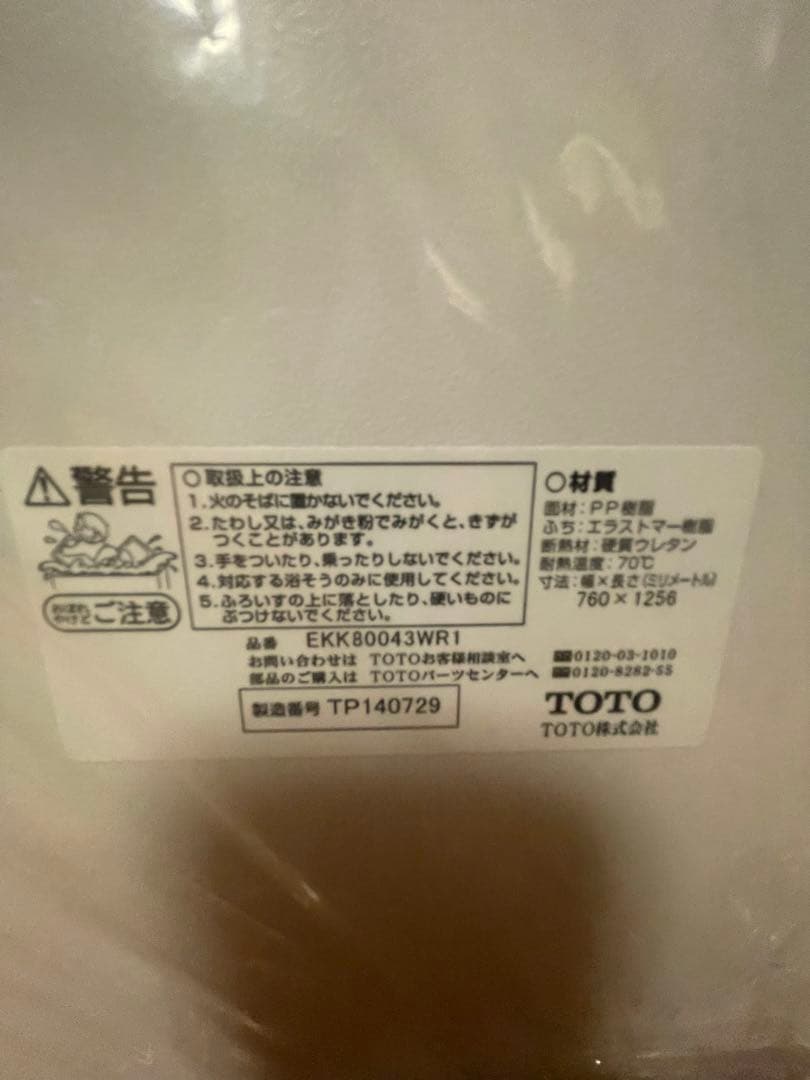 警告
おぼれ
やけど
ご注意
○取扱上の注意
1.火のそばに置かないでください。
2.たわし又は、みがき粉でみがくと、きずが
つくことがあります。
3.手をついたり、乗ったりしないでください。
4.対応する浴そうのみに使用してください。
5.ふろいすの上に落としたり、硬いものに
ぶつけないでください。
○材質
面材:PP樹脂
ふち:エラストマー樹脂
断熱材:硬質ウレタン
耐熱温度:70℃
寸法:幅×長さ(ミリメートル)
760×1256
品番 EKK80043WR1
お問い合わせは TOTOお客様相談室へ 0120-03-1010
部品のご購入は TOTOパーツセンターへ 0120-8282-55
製造番号 TP140729
TOTO
TOTO株式会社